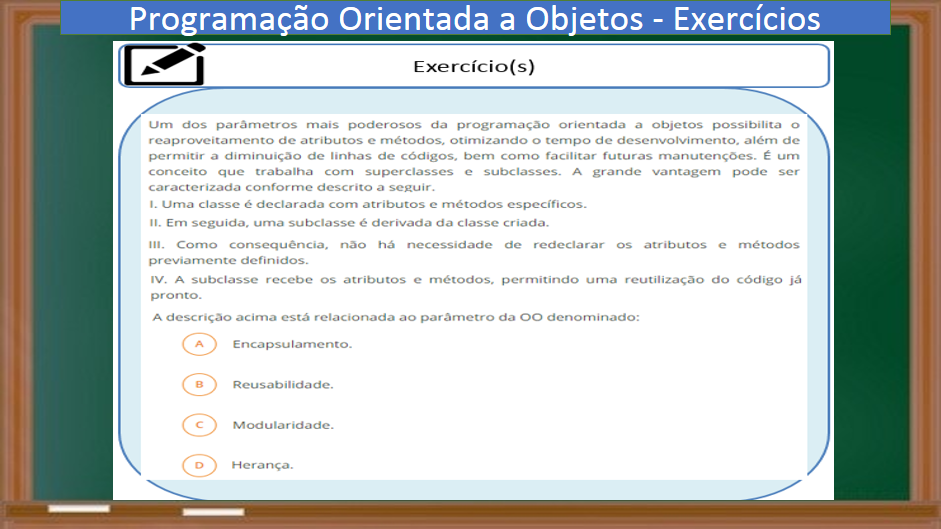 Programação Orientada a Objetos - Exercícios
Exercício(s)
Um dos parâmetros mais poderosos da programação orientada a objetos possibilita o
reaproveitamento de atributos e métodos, otimizando o tempo de desenvolvimento, além de
permitir a diminuição de linhas de códigos, bem como facilitar futuras manutenções. É um
conceito que trabalha com superclasses e subclasses. A grande vantagem pode ser
caracterizada conforme descrito a seguir.
I. Uma classe é declarada com atributos e métodos específicos.
II. Em seguida, uma subclasse é derivada da classe criada.
III. Como consequência, não há necessidade de redeclarar os atributos e métodos
previamente definidos.
IV. A subclasse recebe os atributos e métodos, permitindo uma reutilização do código já
pronto.
A descrição acima está relacionada ao parâmetro da OO denominado:
A Encapsulamento.
B Reusabilidade.
C Modularidade.
D Herança.